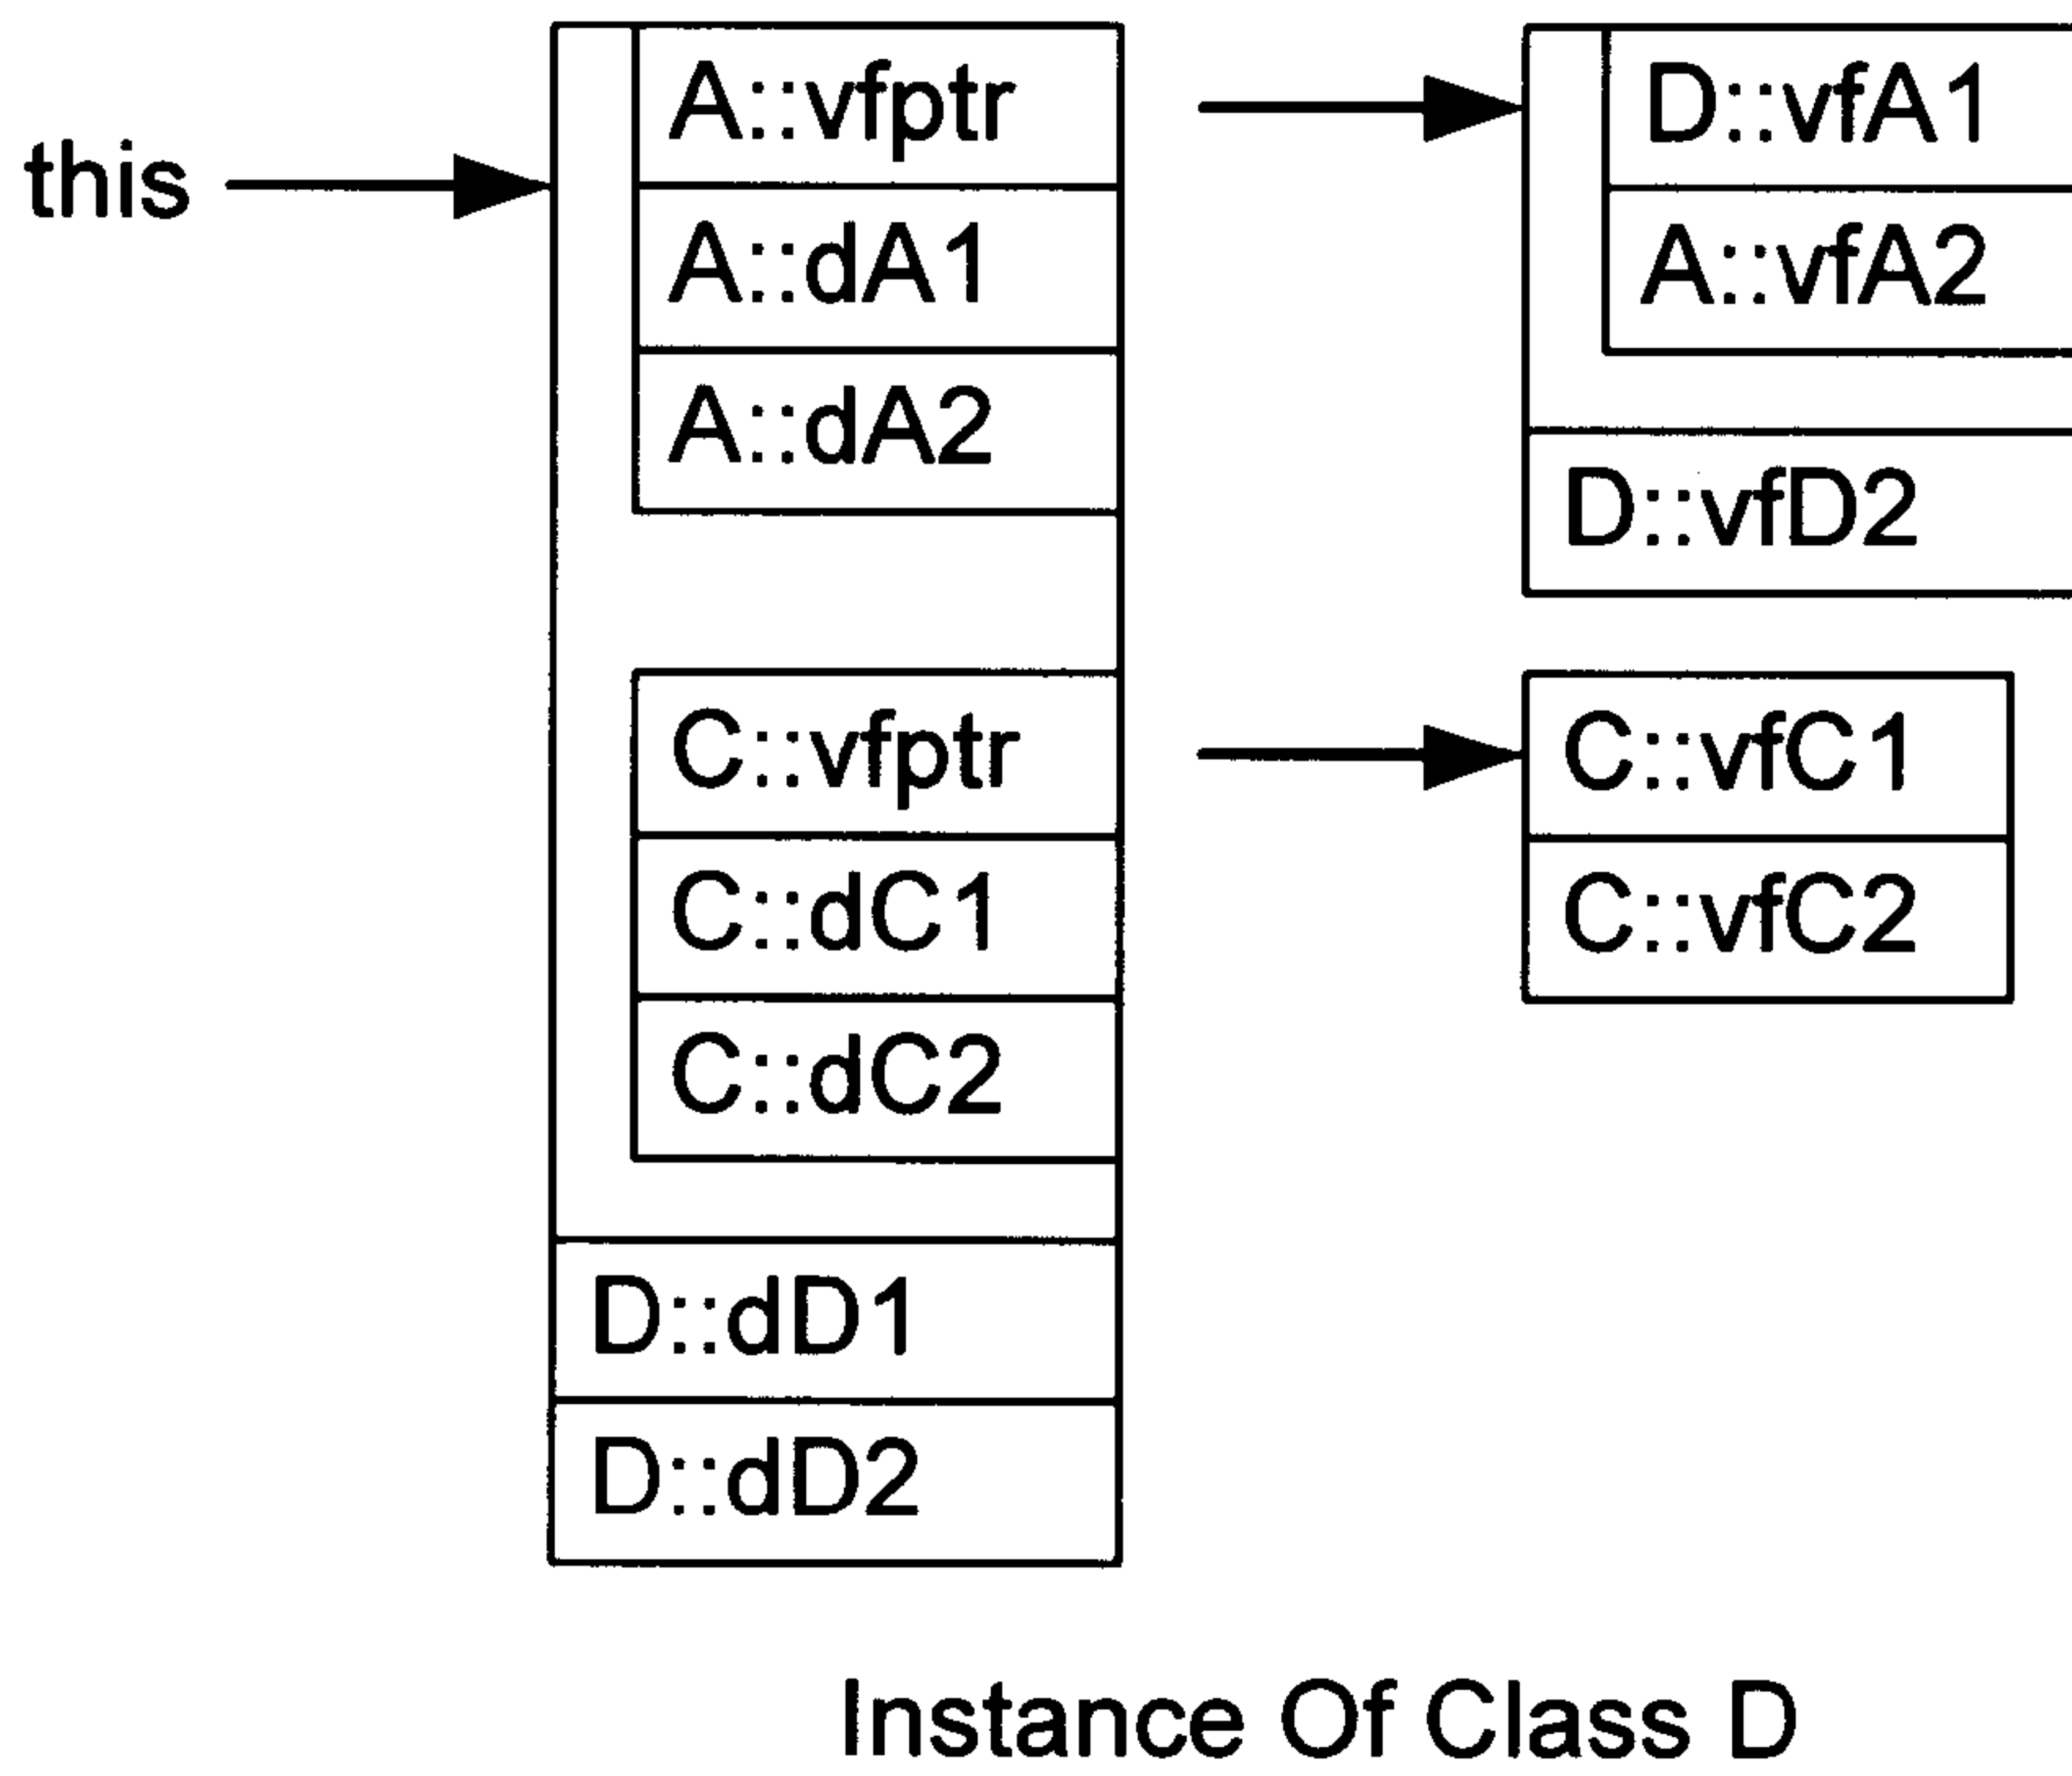 A::vfptr
D::vfA1
this
A::dA1
A::vfA2
A::dA2
D::vfD2
C::vfptr
C::vfC1
C::dC1
C::vfC2
C::dC2
D::dD1
D::dD2
Instance Of Class D